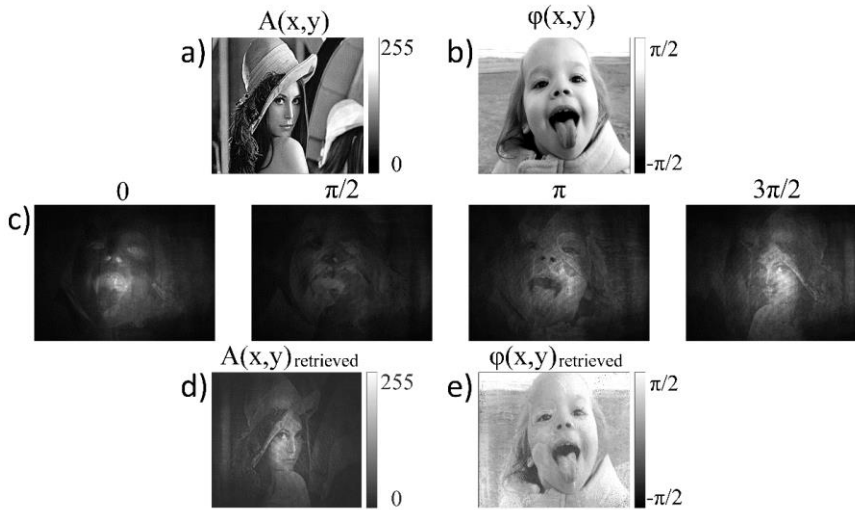 A(x,y) φ(x,y)
a) 255 0 b) π/2 -π/2
0 π/2 π 3π/2
c)
A(x,y)retrieved φ(x,y)retrieved
d) 255 0 e) π/2 -π/2